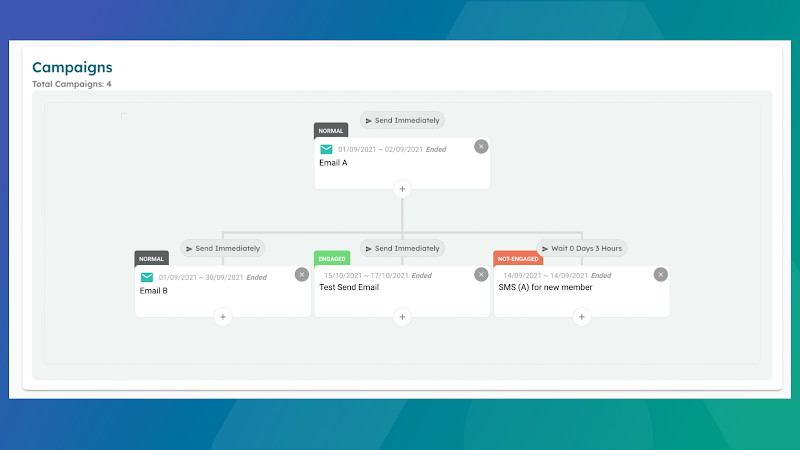 Campaigns
Total Campaigns: 4
Send Immediately
NORMAL
01/09/2021 ~ 02/09/2021 Ended
Email A
Send Immediately
Send Immediately
Wait 0 Days 3 Hours
NORMAL
ENGAGED
NOT-ENGAGED
01/09/2021 ~ 30/09/2021 Ended
15/10/2021 ~ 17/10/2021 Ended
14/09/2021 ~ 14/09/2021 Ended
Email B
Test Send Email
SMS (A) for new member